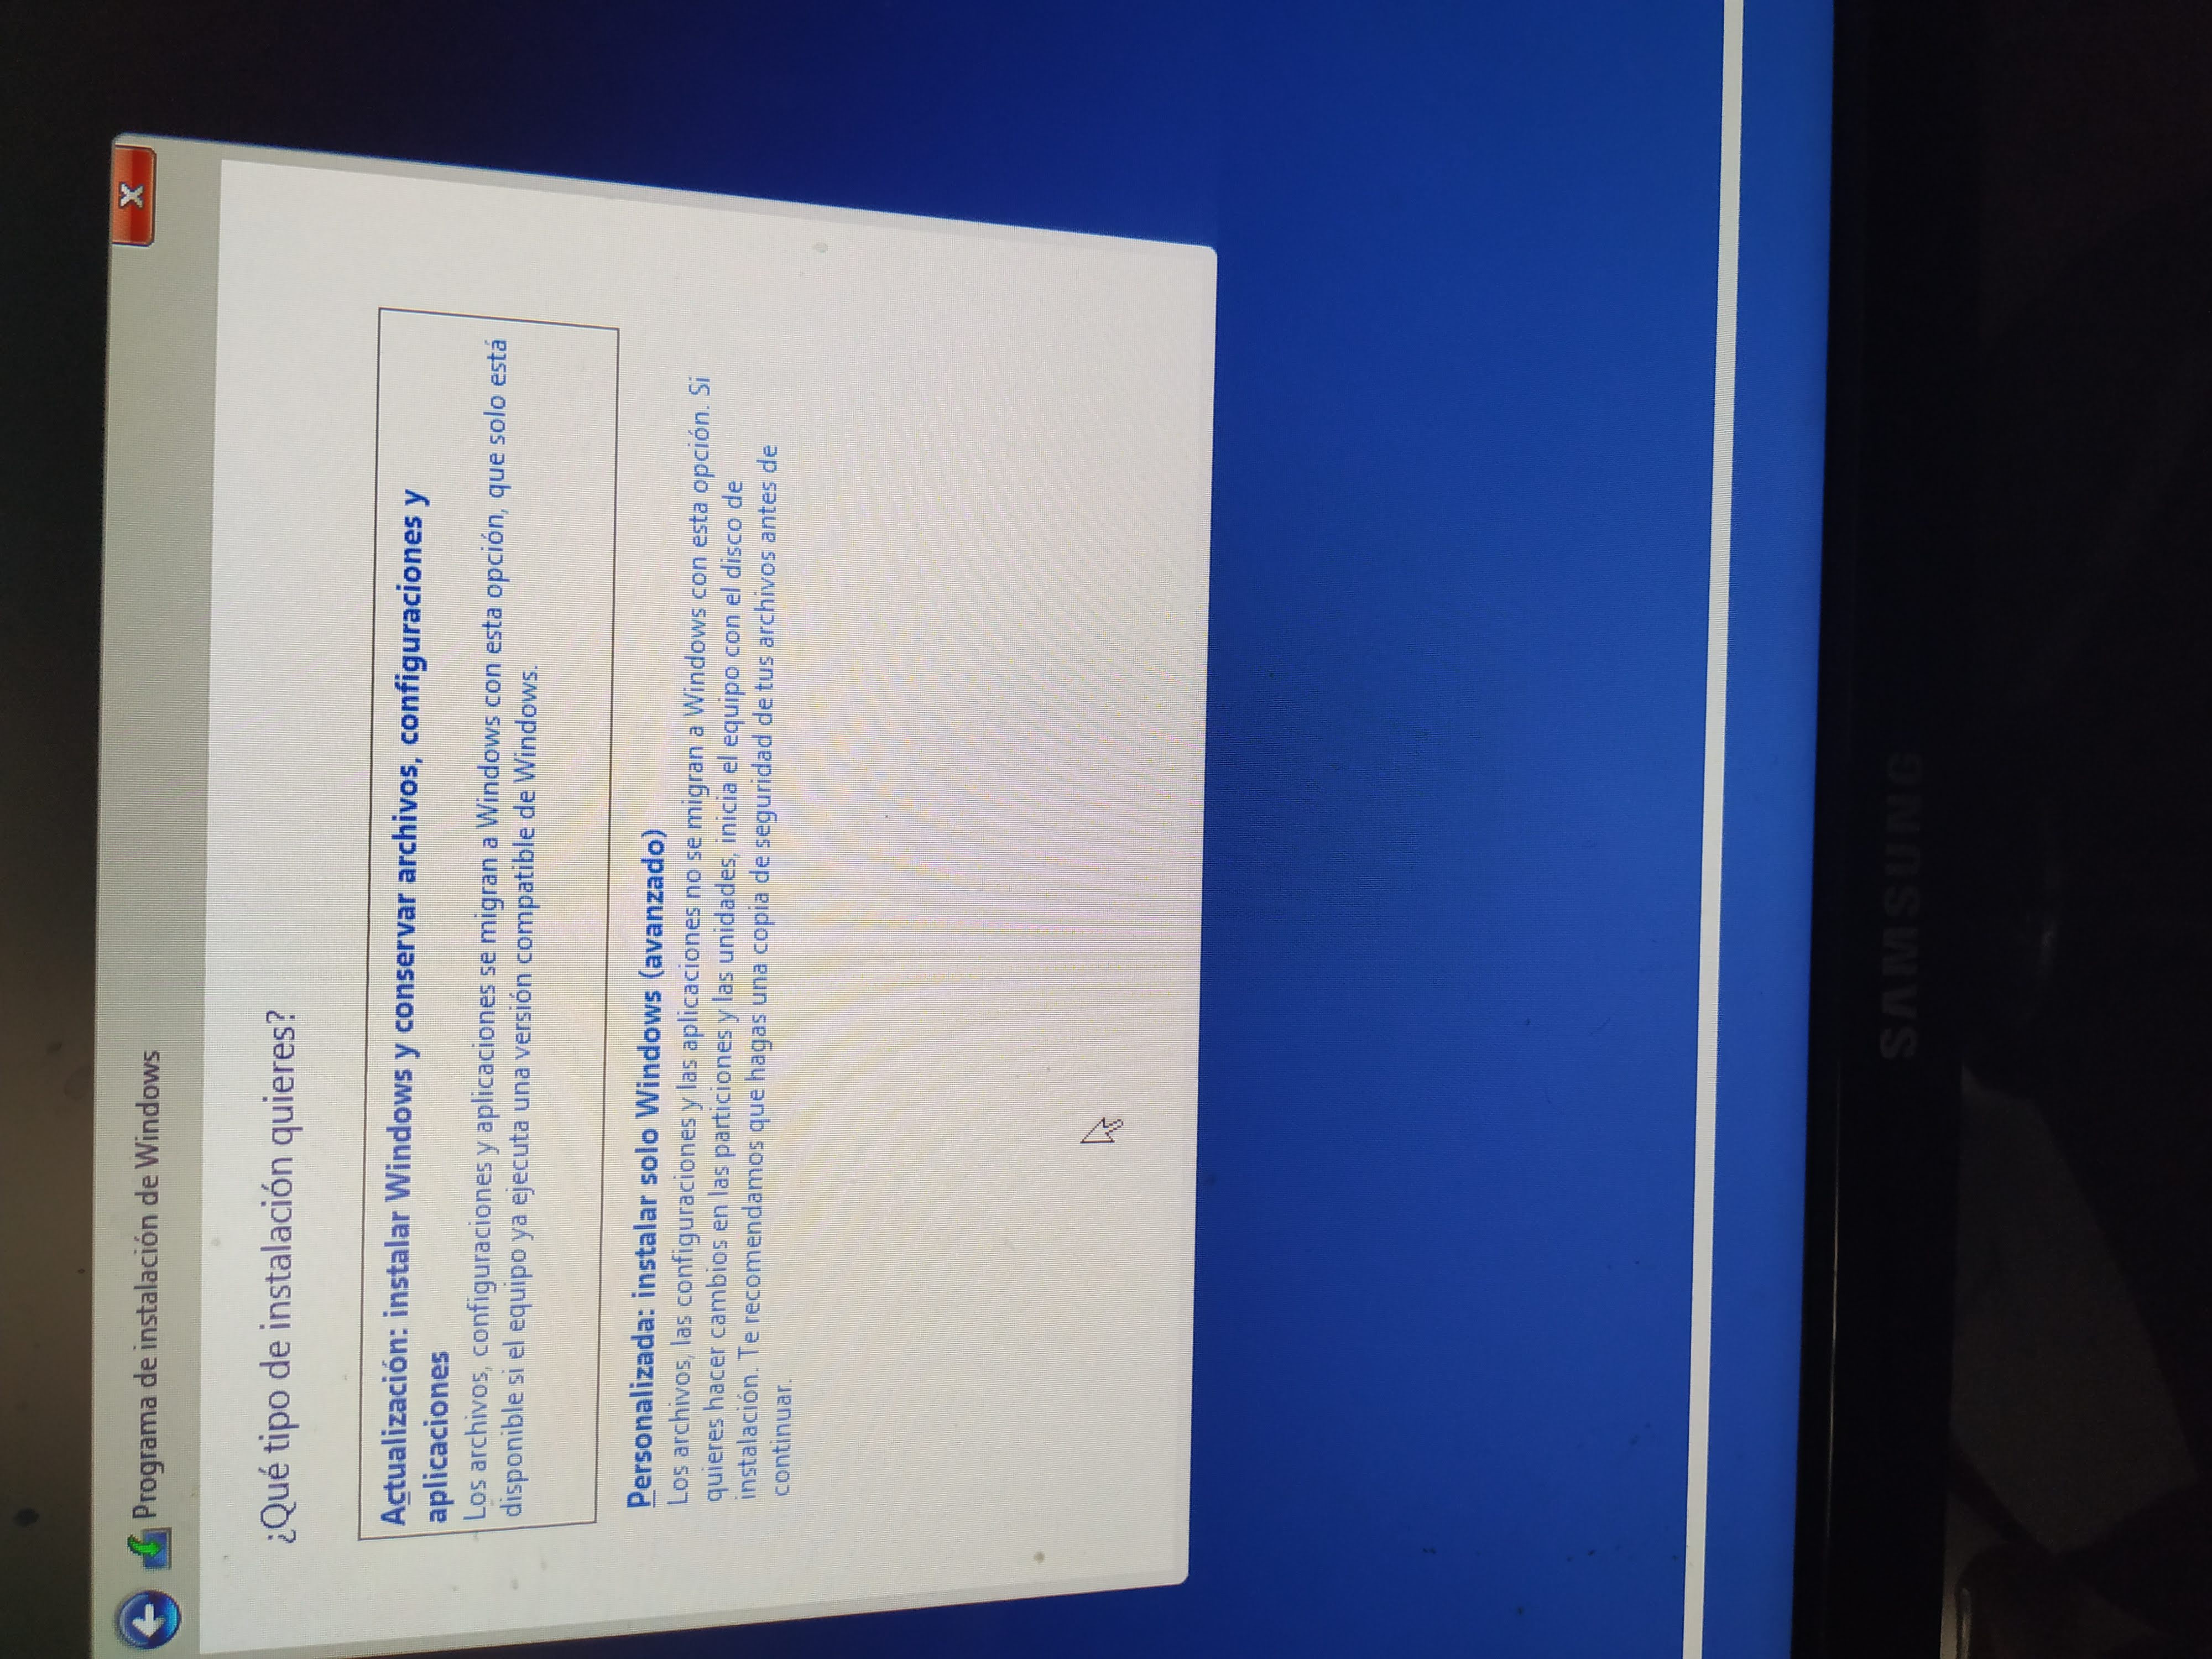 Programa de instalación de Windows
X
¿Qué tipo de instalación quieres?
Actualización: instalar Windows y conservar archivos, configuraciones y
aplicaciones
Los archivos, configuraciones y aplicaciones se migran a Windows con esta opción, que solo está
disponible si el equipo ya ejecuta una versión compatible de Windows.
Personalizada: instalar solo Windows (avanzado)
Los archivos, las configuraciones y las aplicaciones no se migran a Windows con esta opción. Si
quieres hacer cambios en las particiones y las unidades, inicia el equipo con el disco de
instalación. Te recomendamos que hagas una copia de seguridad de tus archivos antes de
continuar.
SAMSUNG